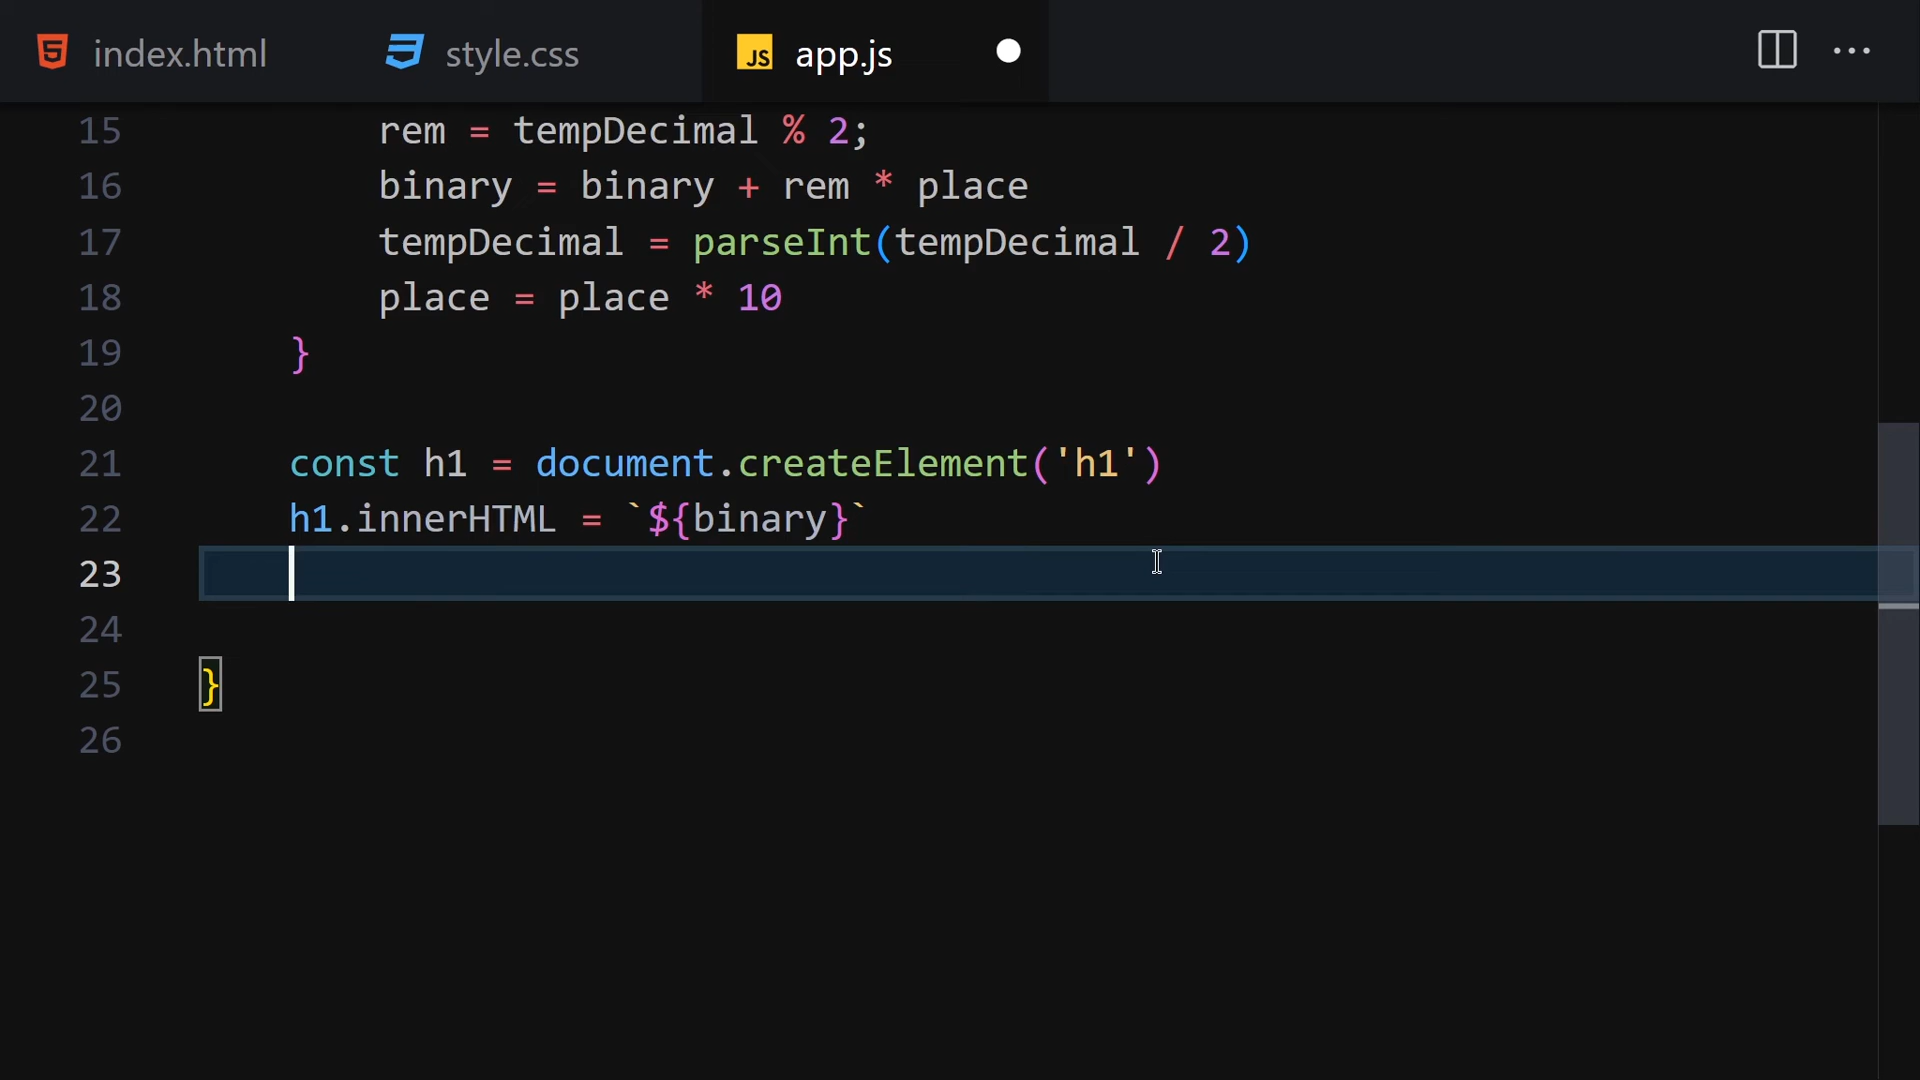 index.html style.css JS app.js
15 rem = tempDecimal % 2;
16 binary = binary + rem * place
17 tempDecimal = parseInt(tempDecimal / 2)
18 place = place * 10
19 }
20
21 const h1 = document.createElement('h1')
22 h1.innerHTML = `${binary}`
23
24
25 }
26